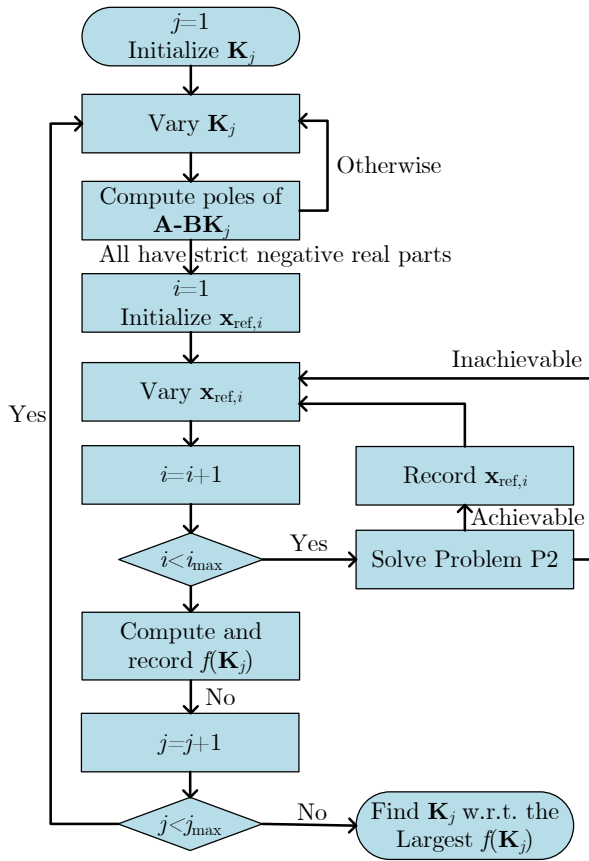 j=1
Initialize K_j
Vary K_j
Otherwise
Compute poles of
A-BK_j
All have strict negative real parts
i=1
Initialize x_ref,i
Inachievable
Vary x_ref,i
Yes
i=i+1
Record x_ref,i
Achievable
i<i_max
Yes
Solve Problem P2
Compute and
record f(K_j)
No
j=j+1
j<j_max
No
Find K_j w.r.t. the
Largest f(K_j)